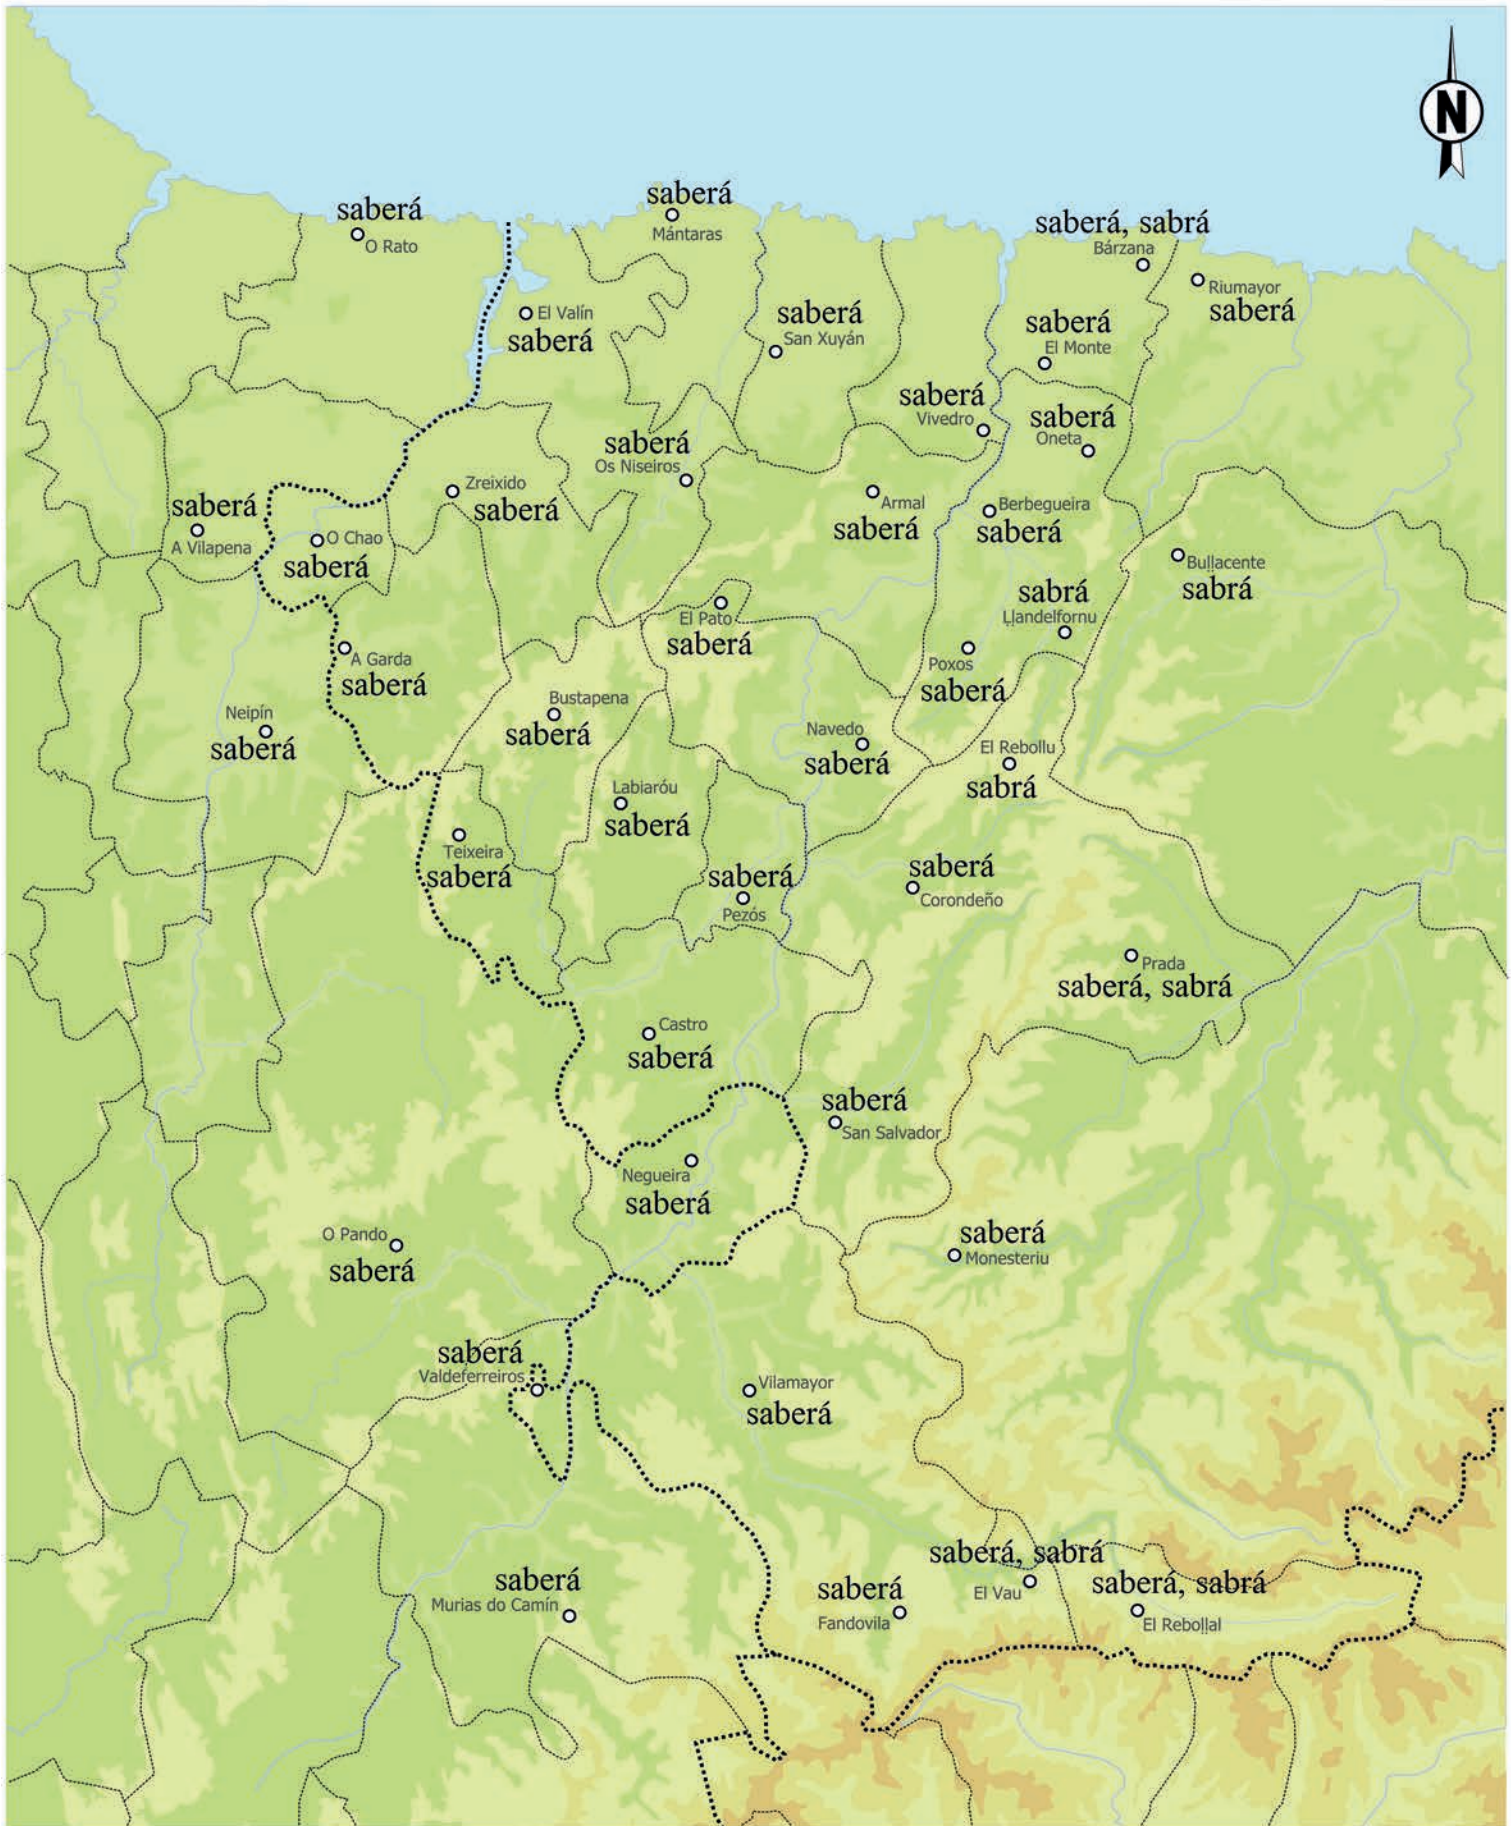 N
saberá
O Rato
saberá
Mántaras
saberá, sabrá
Bárzana
Riumayor
saberá
El Valín
saberá
saberá
San Xuyán
saberá
El Monte
saberá
Vivedro
saberá
Oneta
saberá
Os Niseiros
Zreixido
saberá
saberá
A Vilapena
O Chao
saberá
Armal
saberá
Berbegueira
saberá
Buḷḷacente
sabrá
sabrá
Ḷḷandelfornu
El Pato
saberá
A Garda
saberá
Poxos
saberá
Bustapena
saberá
Neipín
saberá
Navedo
saberá
El Rebollu
sabrá
Labiaróu
saberá
Teixeira
saberá
saberá
Pezós
saberá
Corondeño
Prada
saberá, sabrá
Castro
saberá
saberá
San Salvador
Negueira
saberá
O Pando
saberá
saberá
Monesteriu
saberá
Valdeferreiros
Vilamayor
saberá
saberá, sabrá
El Vau
saberá, sabrá
El Reboḷḷal
saberá
Murias do Camín
saberá
Fandovila